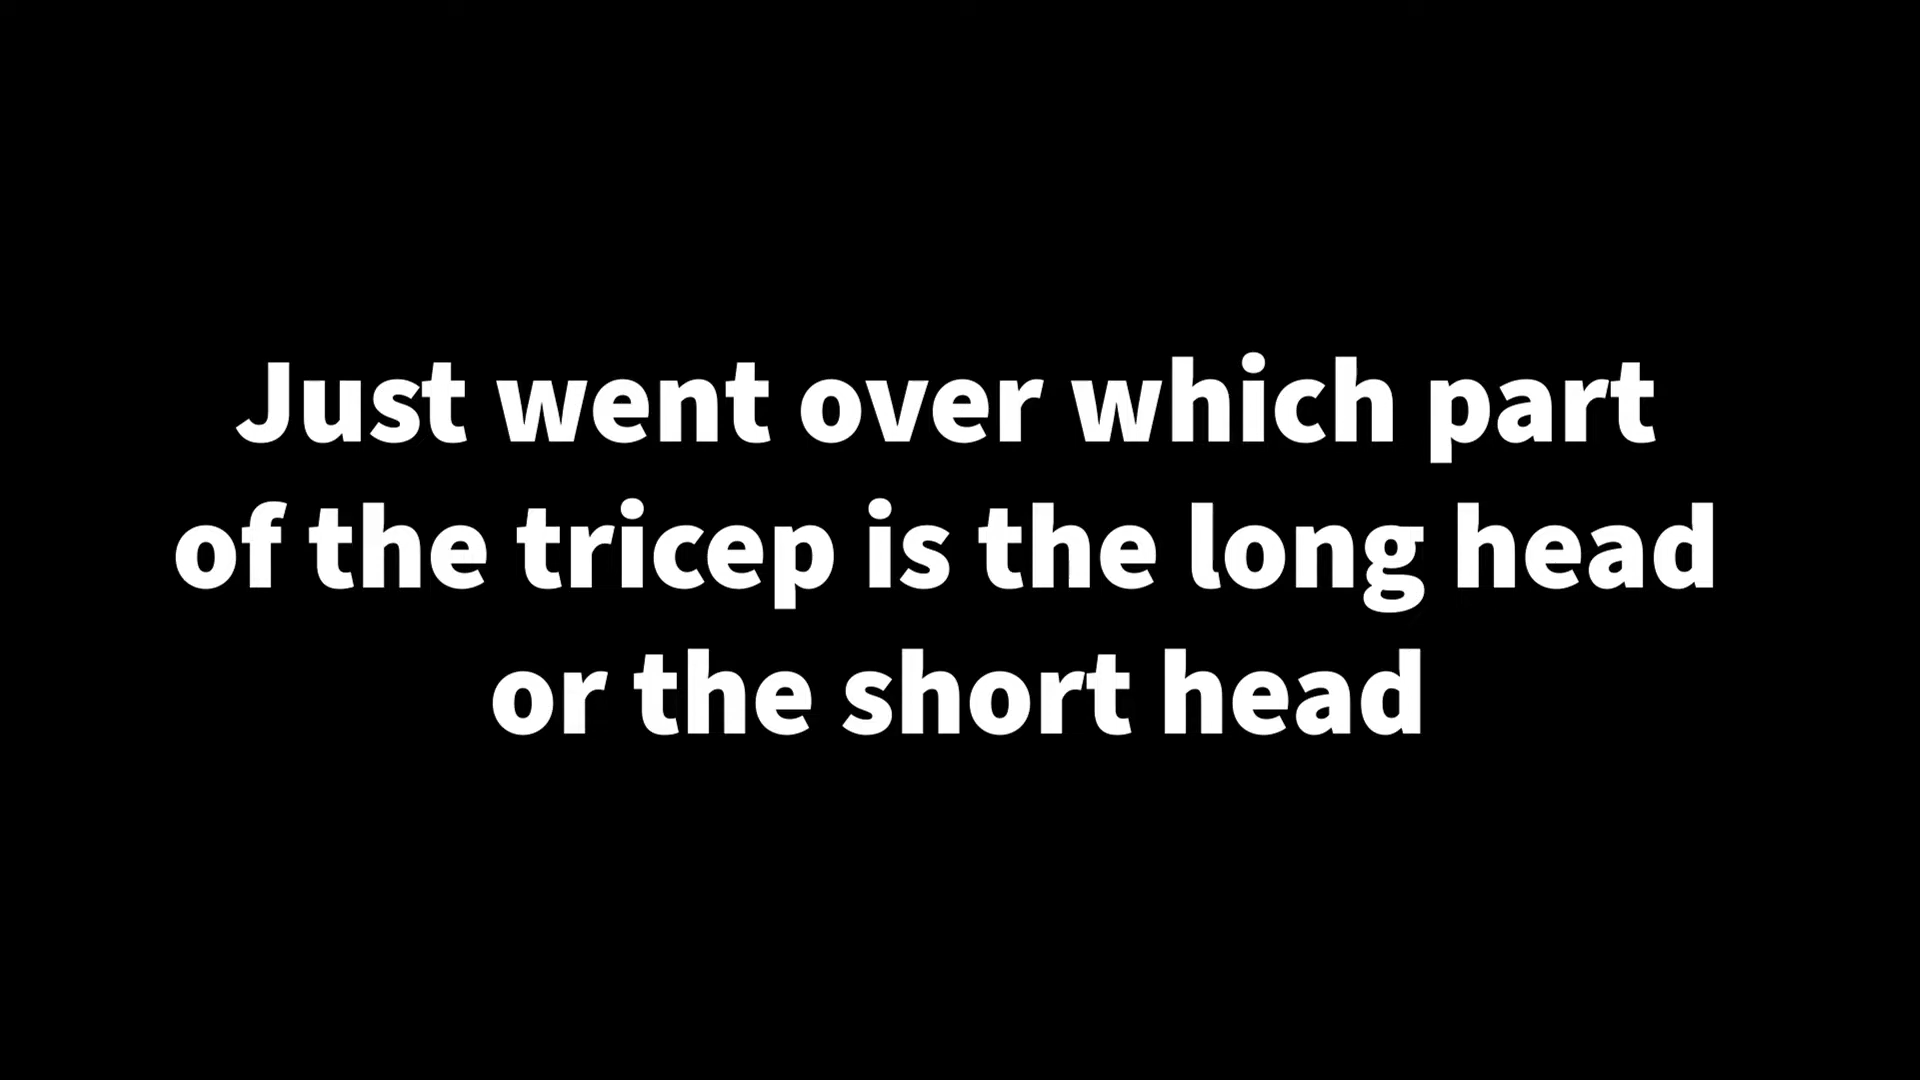 Just went over which part
of the tricep is the long head
or the short head